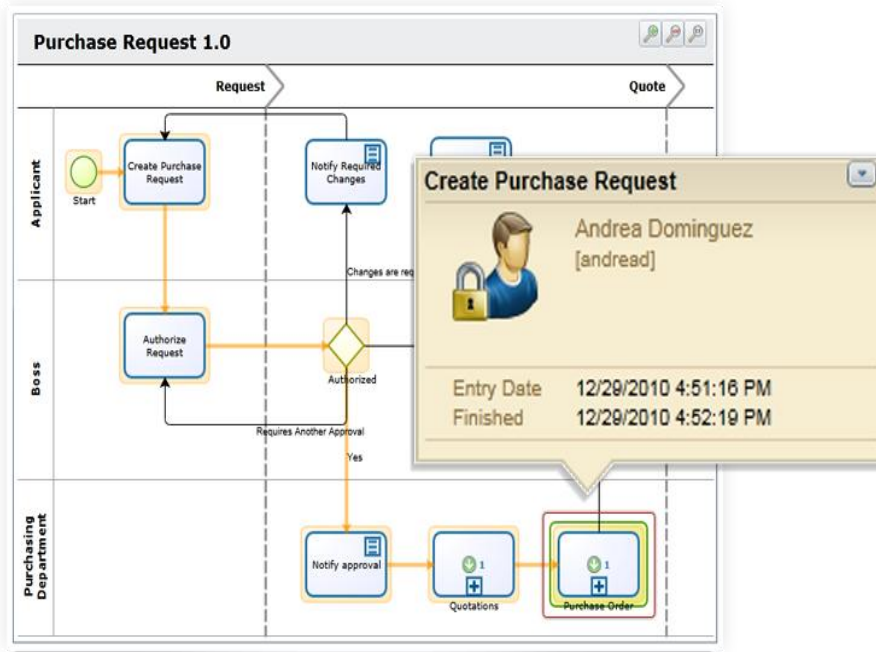 Purchase Request 1.0
Request
Quote
Applicant
Start
Create Purchase
Request
Notify Required
Changes
Create Purchase Request
Andrea Dominguez
[andread]
Entry Date 12/29/2010 4:51:16 PM
Finished 12/29/2010 4:52:19 PM
Changes are req
Boss
Authorize
Request
Authorized
Requires Another Approval
Yes
Purchasing
Department
Notify approval
1
Quotations
1
Purchase Order